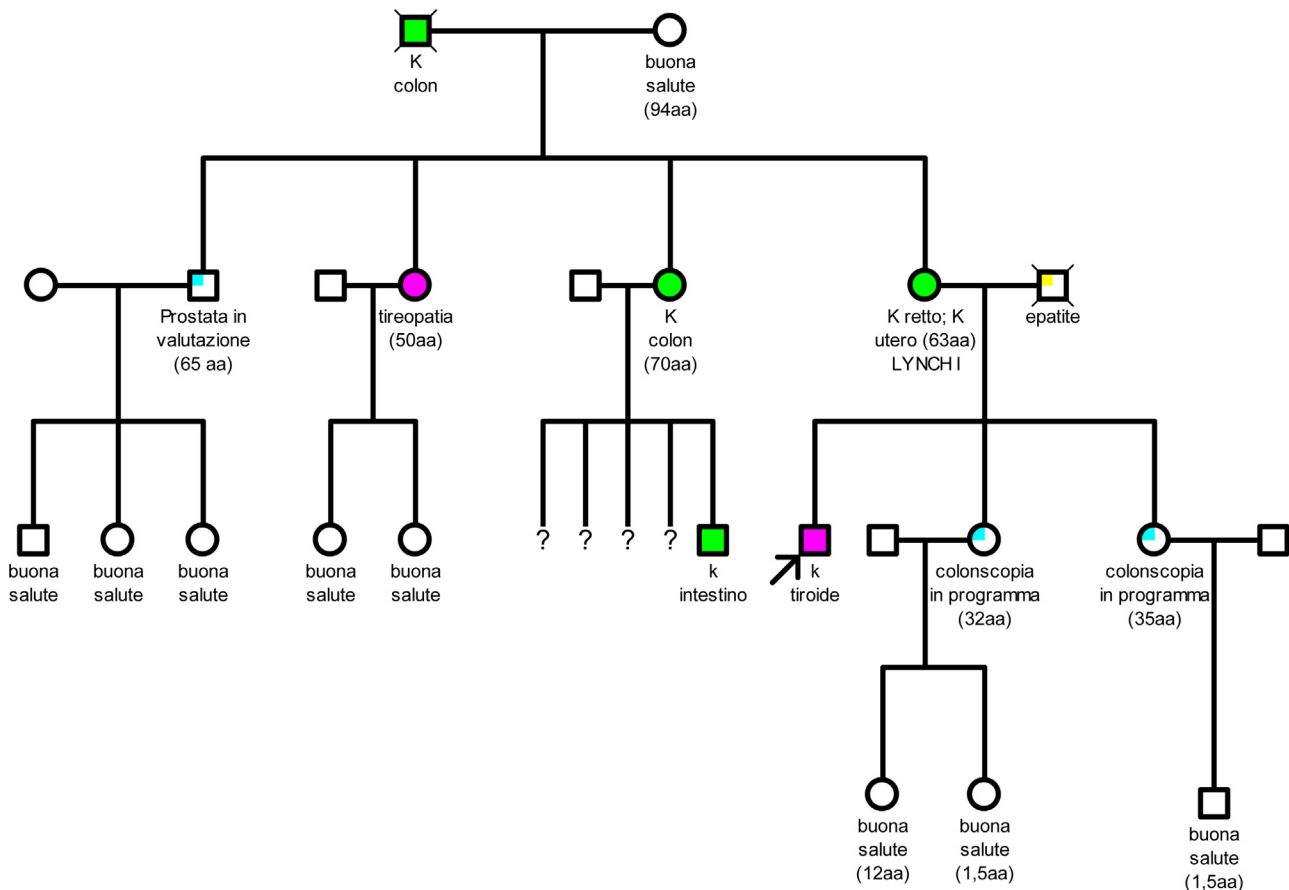 K
colon
buona
salute
(94aa)
Prostata in
valutazione
(65 aa)
tireopatia
(50aa)
K
colon
(70aa)
K retto; K
utero (63aa)
LYNCH I
epatite
buona
salute
buona
salute
buona
salute
buona
salute
buona
salute
?
?
?
?
k
intestino
k
tiroide
colonscopia
in programma
(32aa)
colonscopia
in programma
(35aa)
buona
salute
(12aa)
buona
salute
(1,5aa)
buona
salute
(1,5aa)